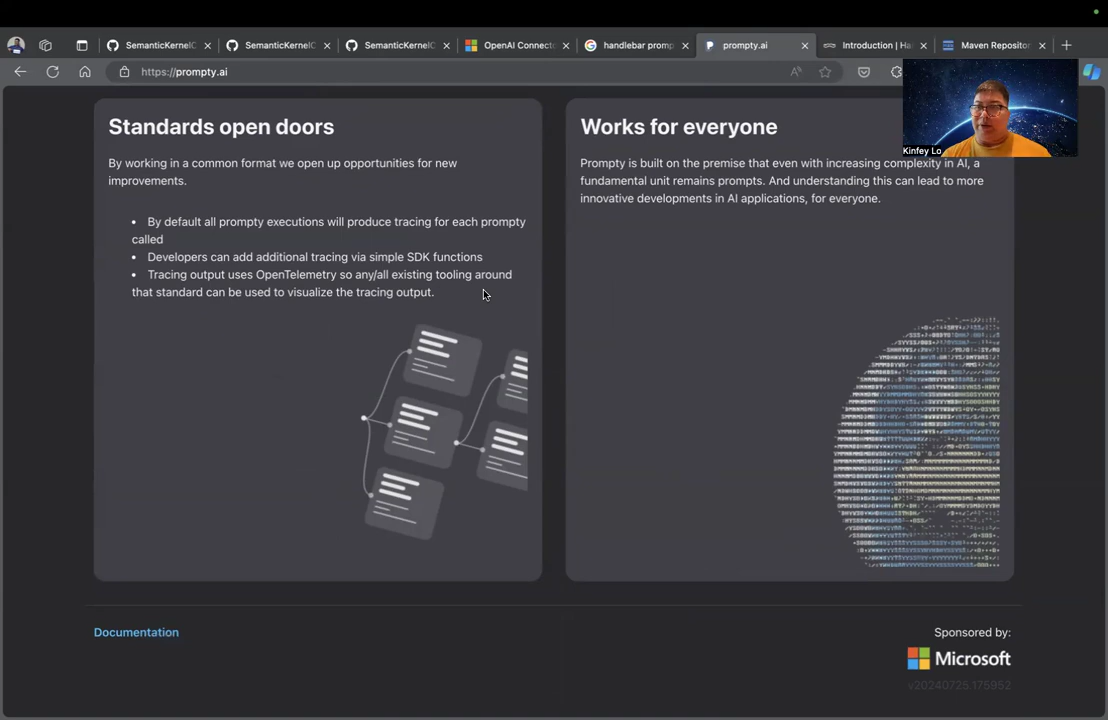 SemanticKernelC
SemanticKernelC
SemanticKernelC
OpenAI Connecto
handlebar promp
prompty.ai
Introduction | Ha
Maven Reposito
https://prompty.ai
Kinfey Lo
Standards open doors
By working in a common format we open up opportunities for new
improvements.
• By default all prompty executions will produce tracing for each prompty
called
• Developers can add additional tracing via simple SDK functions
• Tracing output uses OpenTelemetry so any/all existing tooling around
that standard can be used to visualize the tracing output.
Works for everyone
Prompty is built on the premise that even with increasing complexity in AI, a
fundamental unit remains prompts. And understanding this can lead to more
innovative developments in AI applications, for everyone.
Documentation
Sponsored by:
Microsoft
v20240725.175952